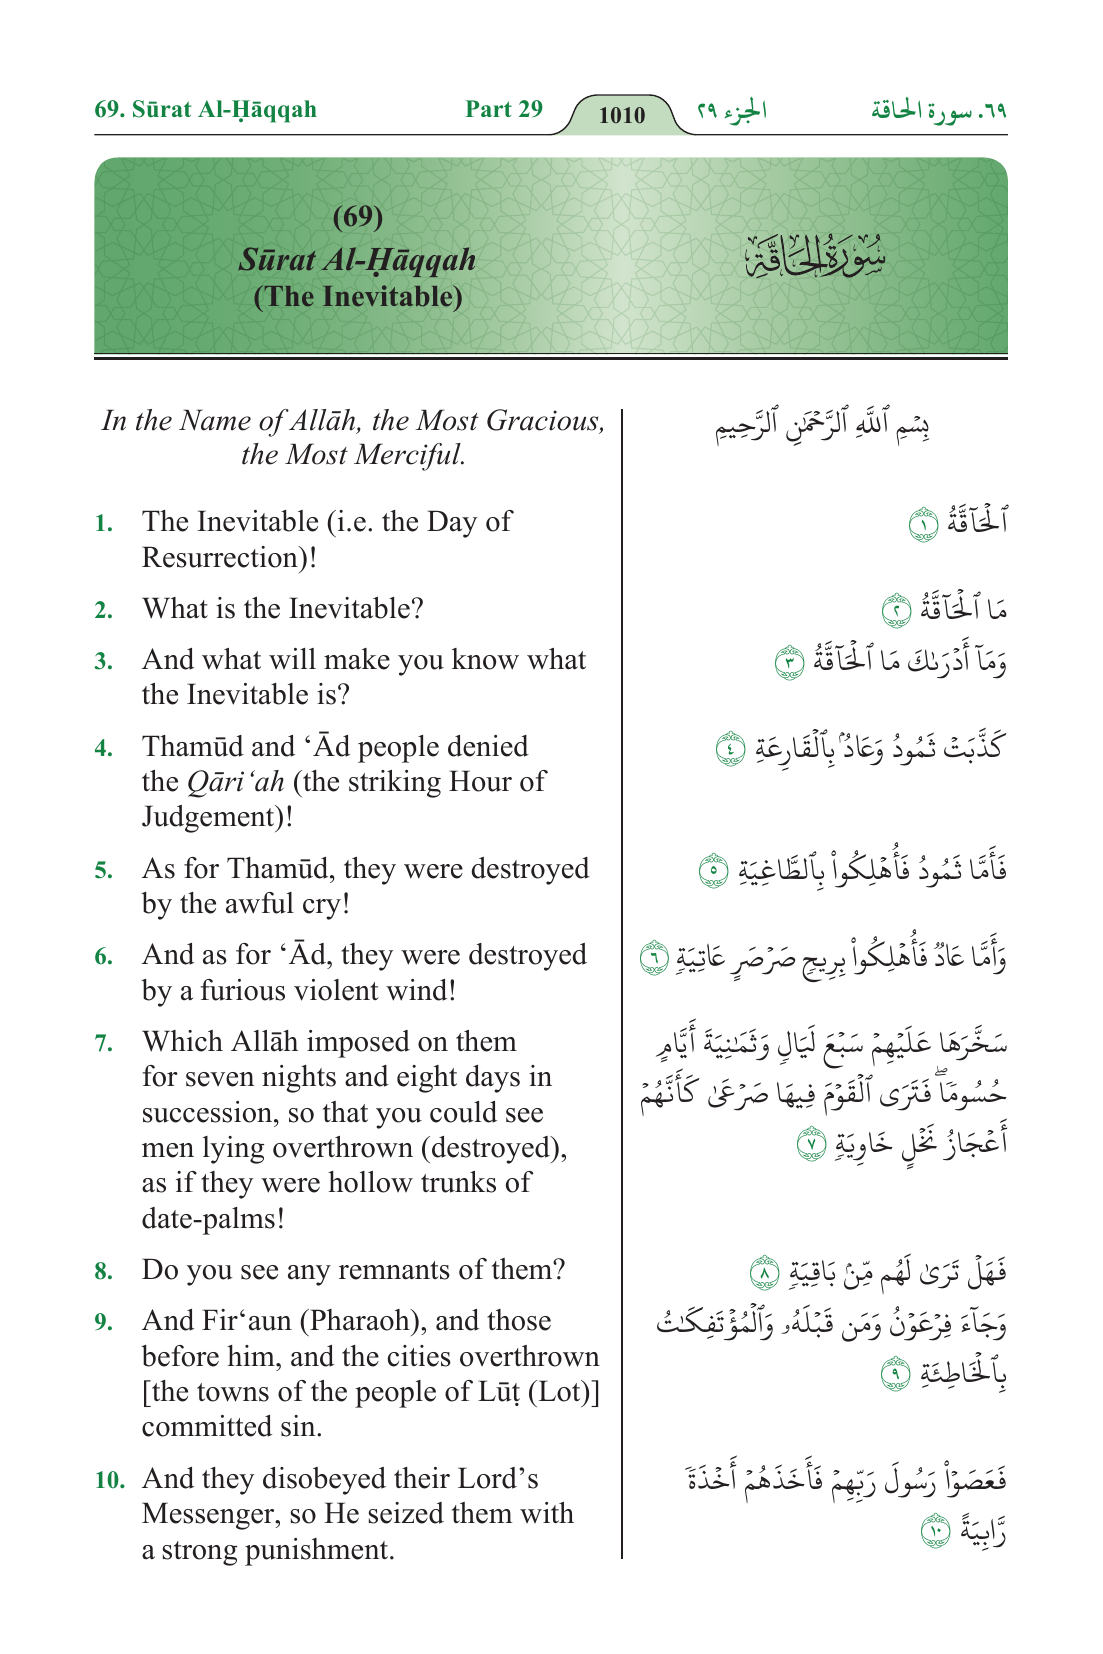 69. Sūrat Al-Ḥāqqah Part 29 1010 الجزء ٢٩ ٦٩. سورة الحاقة
(69)
Sūrat Al-Ḥāqqah
(The Inevitable)
سُورَةُ الحَاقَّةِ
In the Name of Allāh, the Most Gracious,
the Most Merciful.
بِسْمِ ٱللَّهِ ٱلرَّحْمَٰنِ ٱلرَّحِيمِ
1. The Inevitable (i.e. the Day of
Resurrection)!
ٱلْحَآقَّةُ ١
2. What is the Inevitable?
مَا ٱلْحَآقَّةُ ٢
3. And what will make you know what
the Inevitable is?
وَمَآ أَدْرَىٰكَ مَا ٱلْحَآقَّةُ ٣
4. Thamūd and ‘Ād people denied
the Qāri‘ah (the striking Hour of
Judgement)!
كَذَّبَتْ ثَمُودُ وَعَادُۢ بِٱلْقَارِعَةِ ٤
5. As for Thamūd, they were destroyed
by the awful cry!
فَأَمَّا ثَمُودُ فَأُهْلِكُوا۟ بِٱلطَّاغِيَةِ ٥
6. And as for ‘Ād, they were destroyed
by a furious violent wind!
وَأَمَّا عَادٌ فَأُهْلِكُوا۟ بِرِيحٍ صَرْصَرٍ عَاتِيَةٍ ٦
7. Which Allāh imposed on them
for seven nights and eight days in
succession, so that you could see
men lying overthrown (destroyed),
as if they were hollow trunks of
date-palms!
سَخَّرَهَا عَلَيْهِمْ سَبْعَ لَيَالٍ وَثَمَٰنِيَةَ أَيَّامٍ
حُسُومًا ۖ فَتَرَى ٱلْقَوْمَ فِيهَا صَرْعَىٰ كَأَنَّهُمْ
أَعْجَازُ نَخْلٍ خَاوِيَةٍ ٧
8. Do you see any remnants of them?
فَهَلْ تَرَىٰ لَهُم مِّنۢ بَاقِيَةٍ ٨
9. And Fir‘aun (Pharaoh), and those
before him, and the cities overthrown
[the towns of the people of Lūṭ (Lot)]
committed sin.
وَجَآءَ فِرْعَوْنُ وَمَن قَبْلَهُۥ وَٱلْمُؤْتَفِكَٰتُ
بِٱلْخَاطِئَةِ ٩
10. And they disobeyed their Lord’s
Messenger, so He seized them with
a strong punishment.
فَعَصَوْا۟ رَسُولَ رَبِّهِمْ فَأَخَذَهُمْ أَخْذَةً
رَّابِيَةً ١٠